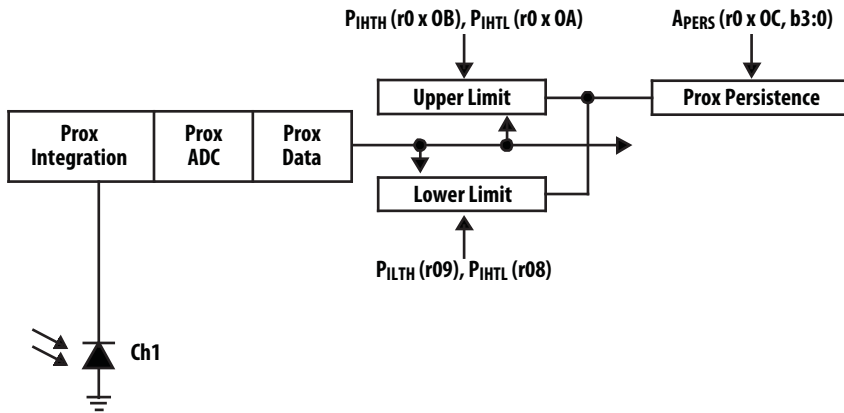 PIHTH (r0 x 0B), PIHTL (r0 x 0A)
APERS (r0 x 0C, b3:0)
Upper Limit
Prox Persistence
Prox Integration
Prox ADC
Prox Data
Lower Limit
PILTH (r09), PIHTL (r08)
Ch1